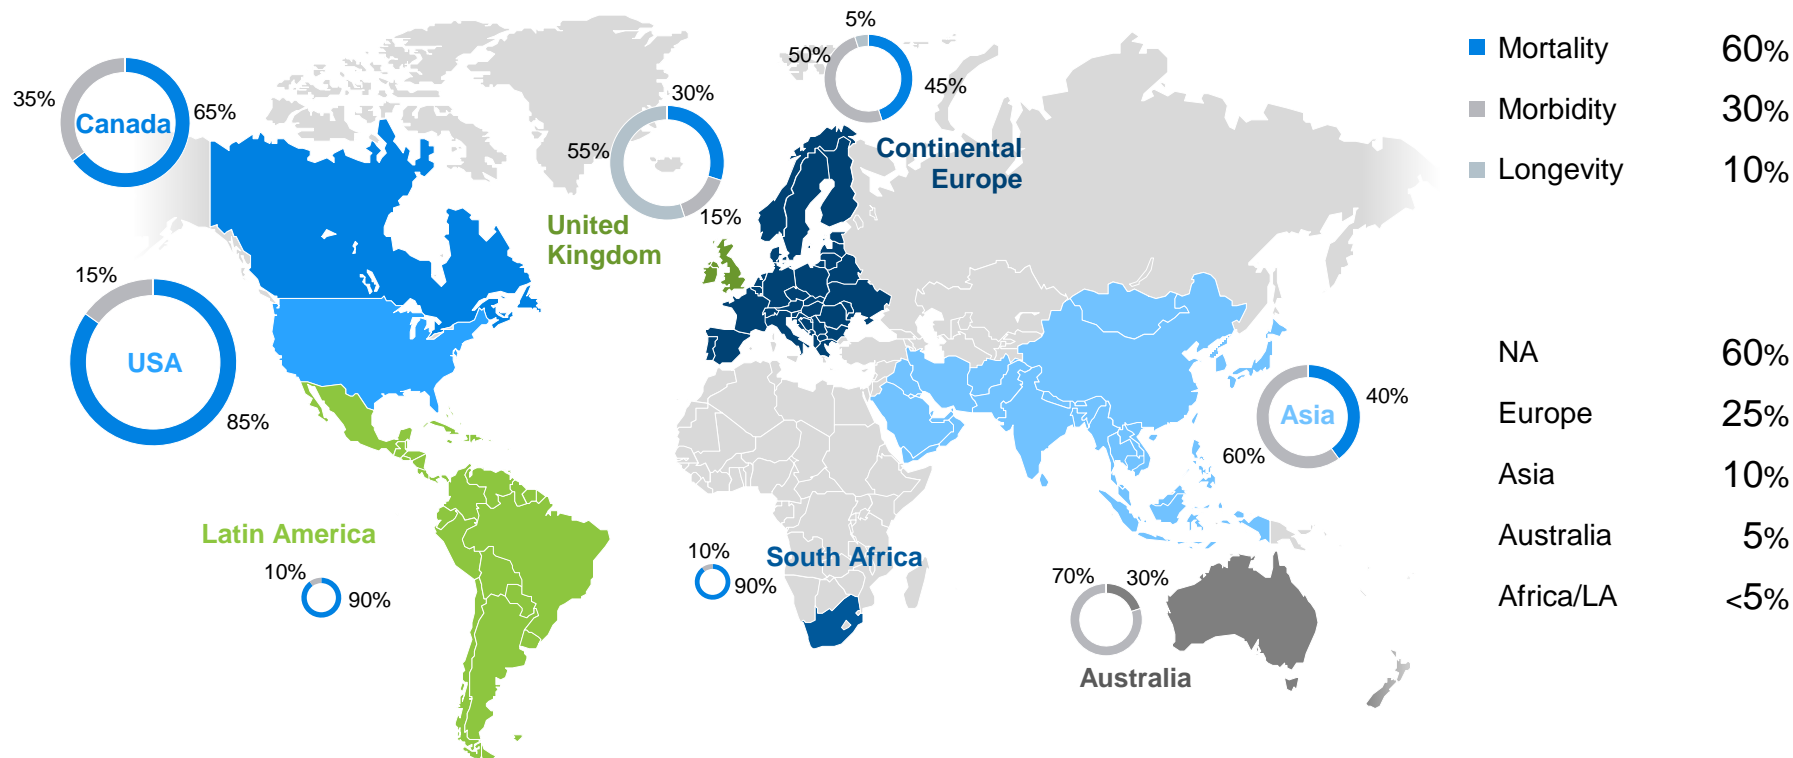 5%
50%
45%
Continental
Europe
35%
Canada
65%
30%
55%
15%
United
Kingdom
15%
USA
85%
Asia
40%
60%
Latin America
10%
90%
South Africa
10%
90%
70%
30%
Australia
Mortality 60%
Morbidity 30%
Longevity 10%
NA 60%
Europe 25%
Asia 10%
Australia 5%
Africa/LA <5%